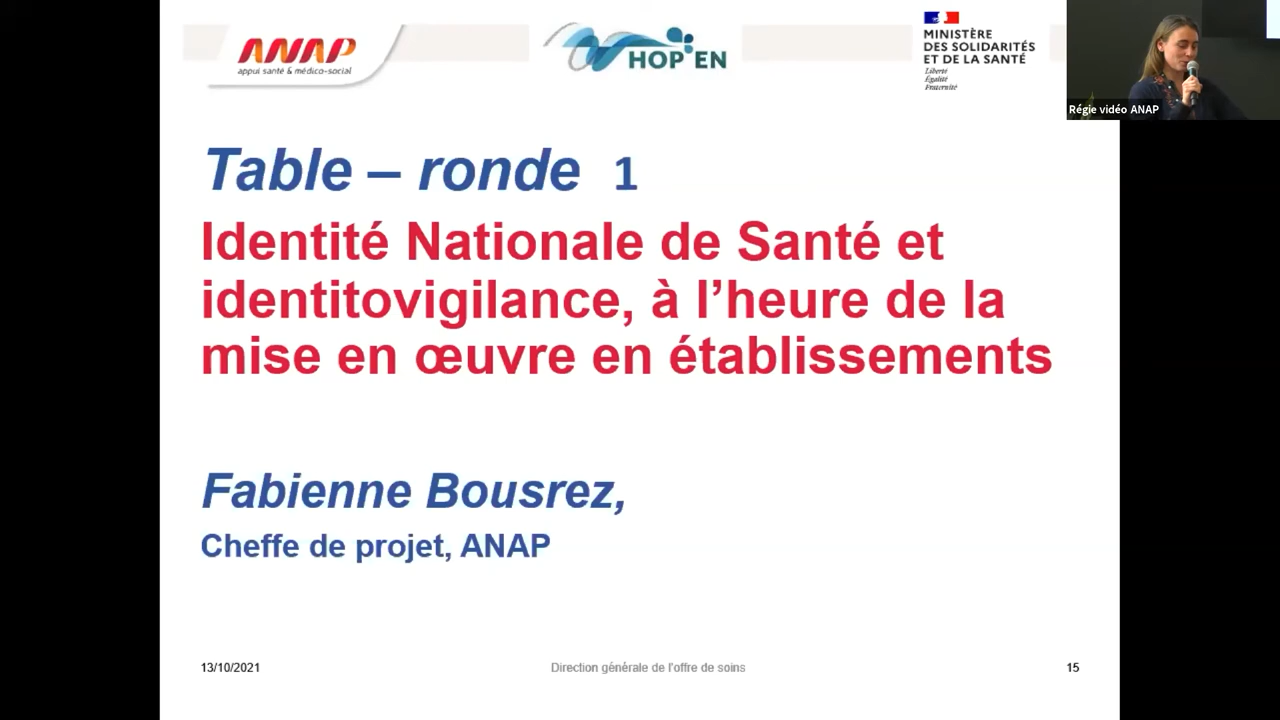 ANAP
appui santé & médico-social
HOP'EN
MINISTÈRE
DES SOLIDARITÉS
ET DE LA SANTÉ
Liberté
Égalité
Fraternité
Régie vidéo ANAP
Table – ronde 1
Identité Nationale de Santé et
identitovigilance, à l’heure de la
mise en œuvre en établissements
Fabienne Bousrez,
Cheffe de projet, ANAP
13/10/2021
Direction générale de l'offre de soins
15